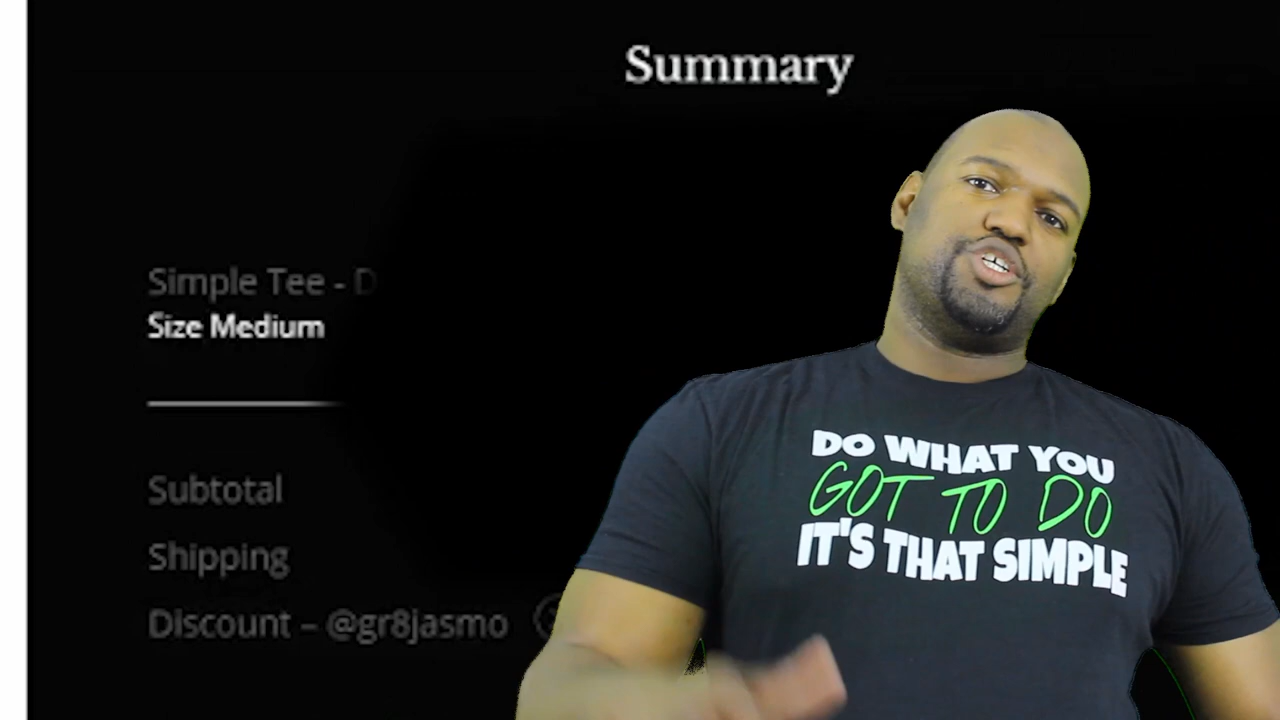 Summary
Simple Tee - D
Size Medium
Subtotal
Shipping
Discount – @gr8jasmo
DO WHAT YOU
GOT TO DO
IT'S THAT SIMPLE